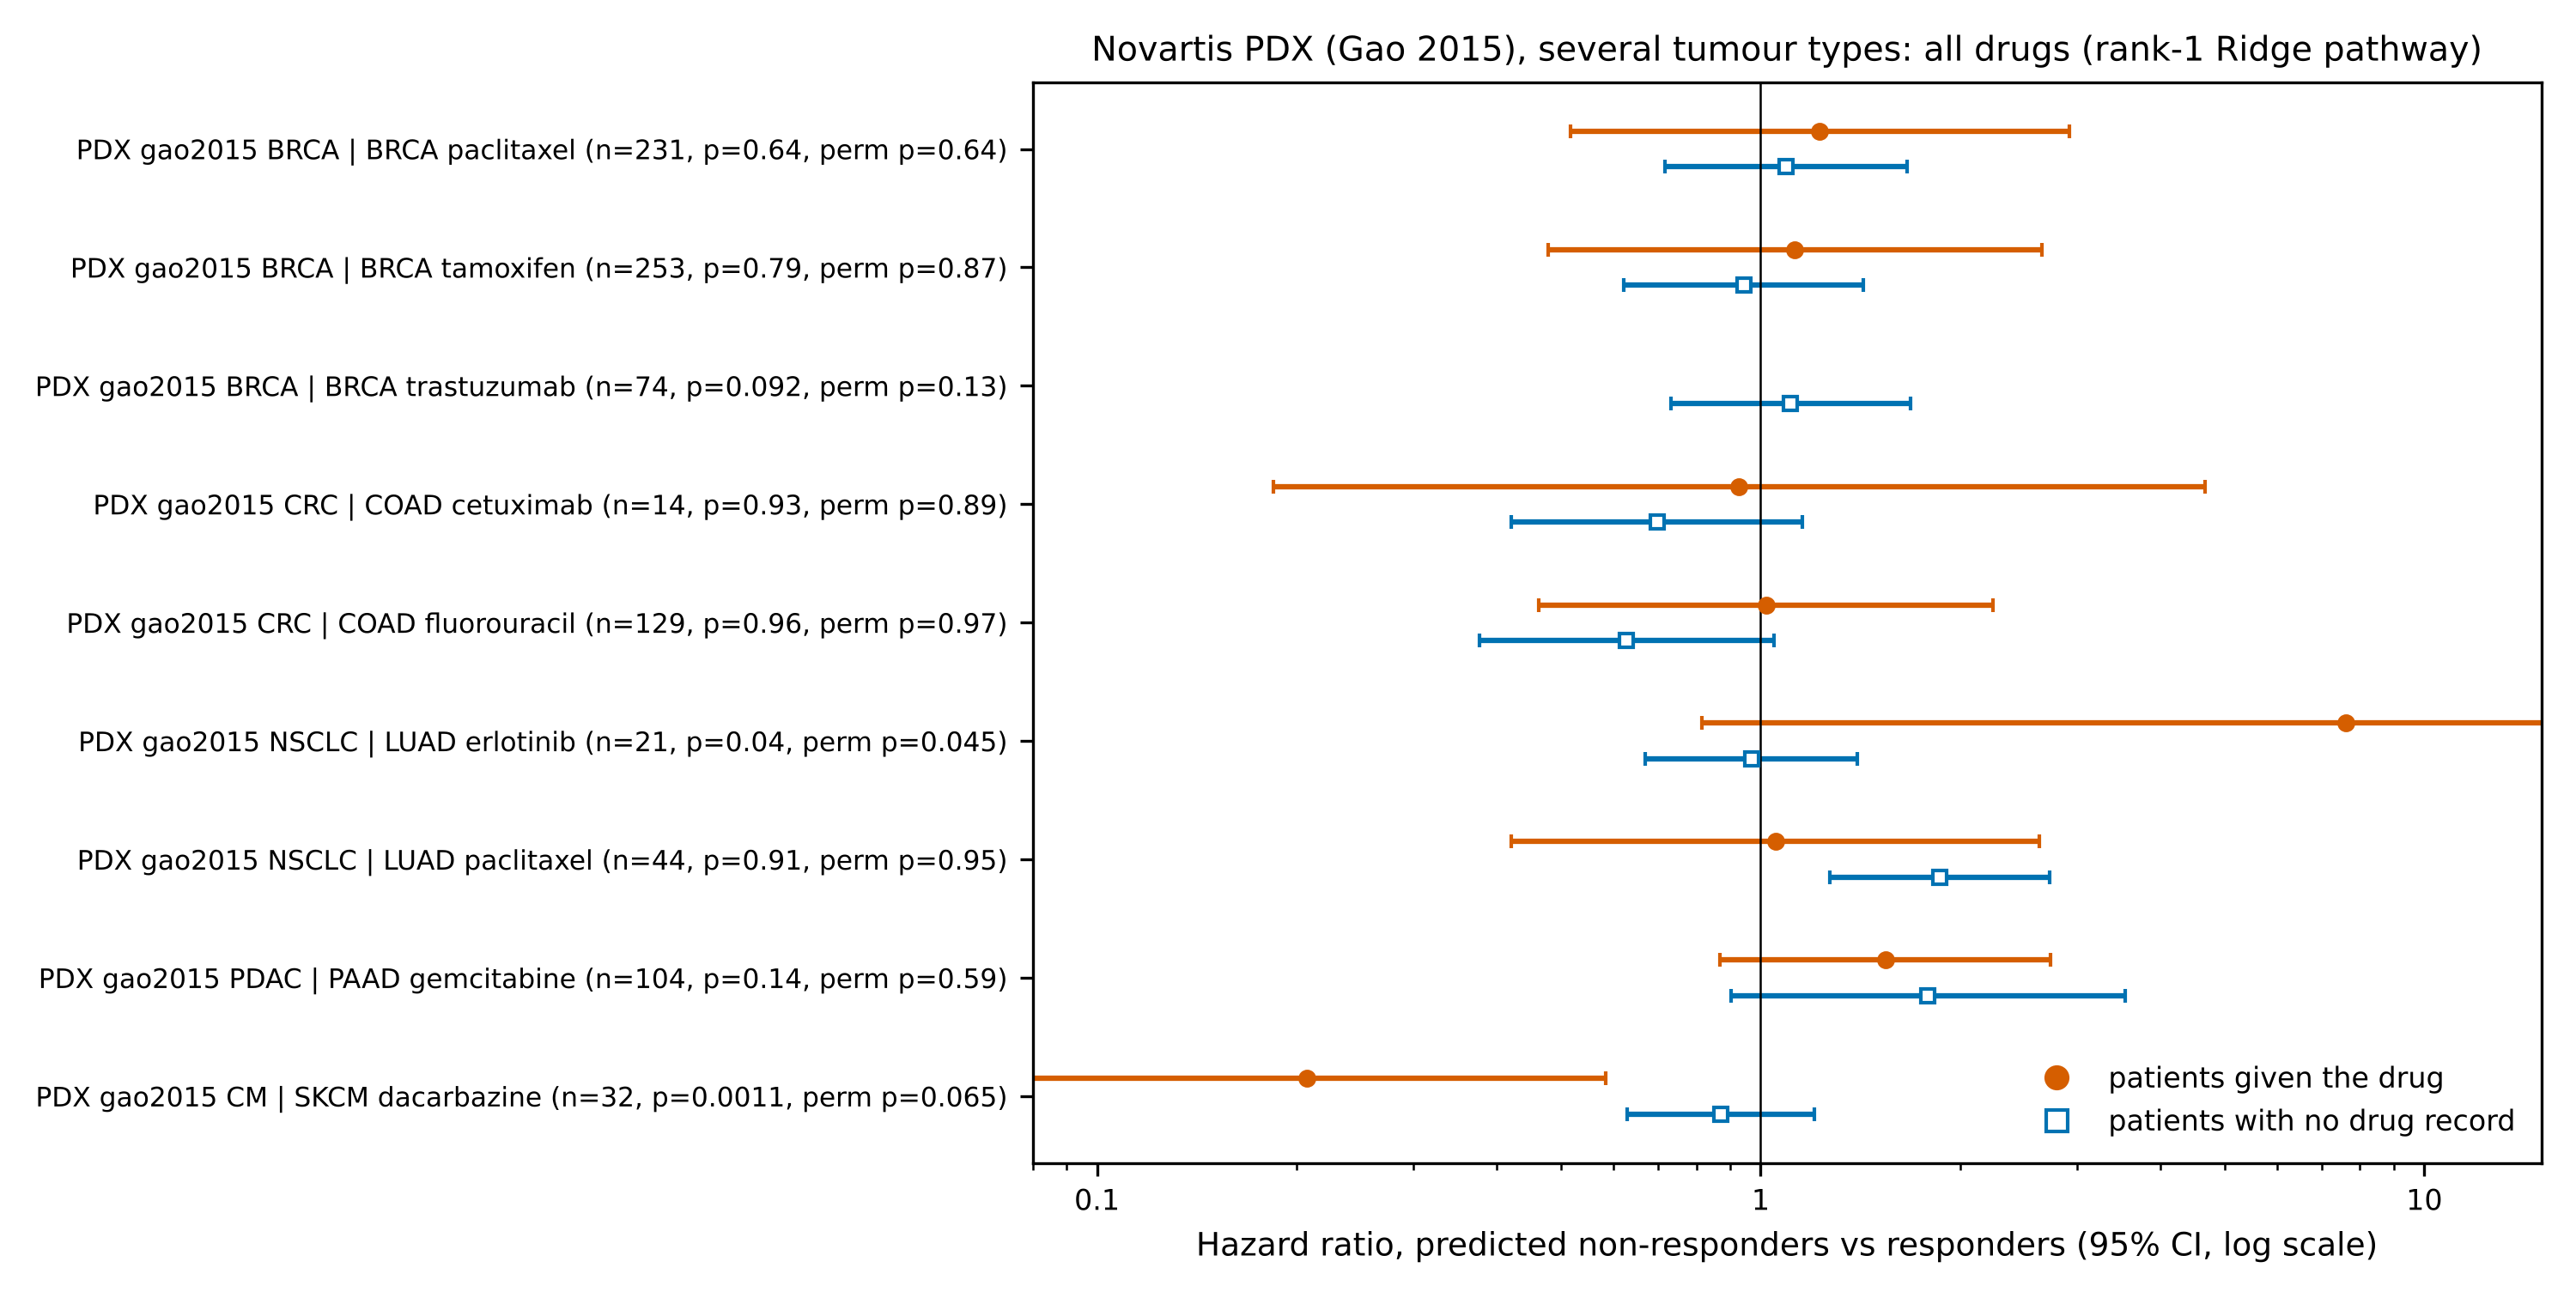 Novartis PDX (Gao 2015), several tumour types: all drugs (rank-1 Ridge pathway)
PDX gao2015 BRCA | BRCA paclitaxel (n=231, p=0.64, perm p=0.64)
PDX gao2015 BRCA | BRCA tamoxifen (n=253, p=0.79, perm p=0.87)
PDX gao2015 BRCA | BRCA trastuzumab (n=74, p=0.092, perm p=0.13)
PDX gao2015 CRC | COAD cetuximab (n=14, p=0.93, perm p=0.89)
PDX gao2015 CRC | COAD fluorouracil (n=129, p=0.96, perm p=0.97)
PDX gao2015 NSCLC | LUAD erlotinib (n=21, p=0.04, perm p=0.045)
PDX gao2015 NSCLC | LUAD paclitaxel (n=44, p=0.91, perm p=0.95)
PDX gao2015 PDAC | PAAD gemcitabine (n=104, p=0.14, perm p=0.59)
PDX gao2015 CM | SKCM dacarbazine (n=32, p=0.0011, perm p=0.065)
patients given the drug
patients with no drug record
0.1 1 10
Hazard ratio, predicted non-responders vs responders (95% CI, log scale)